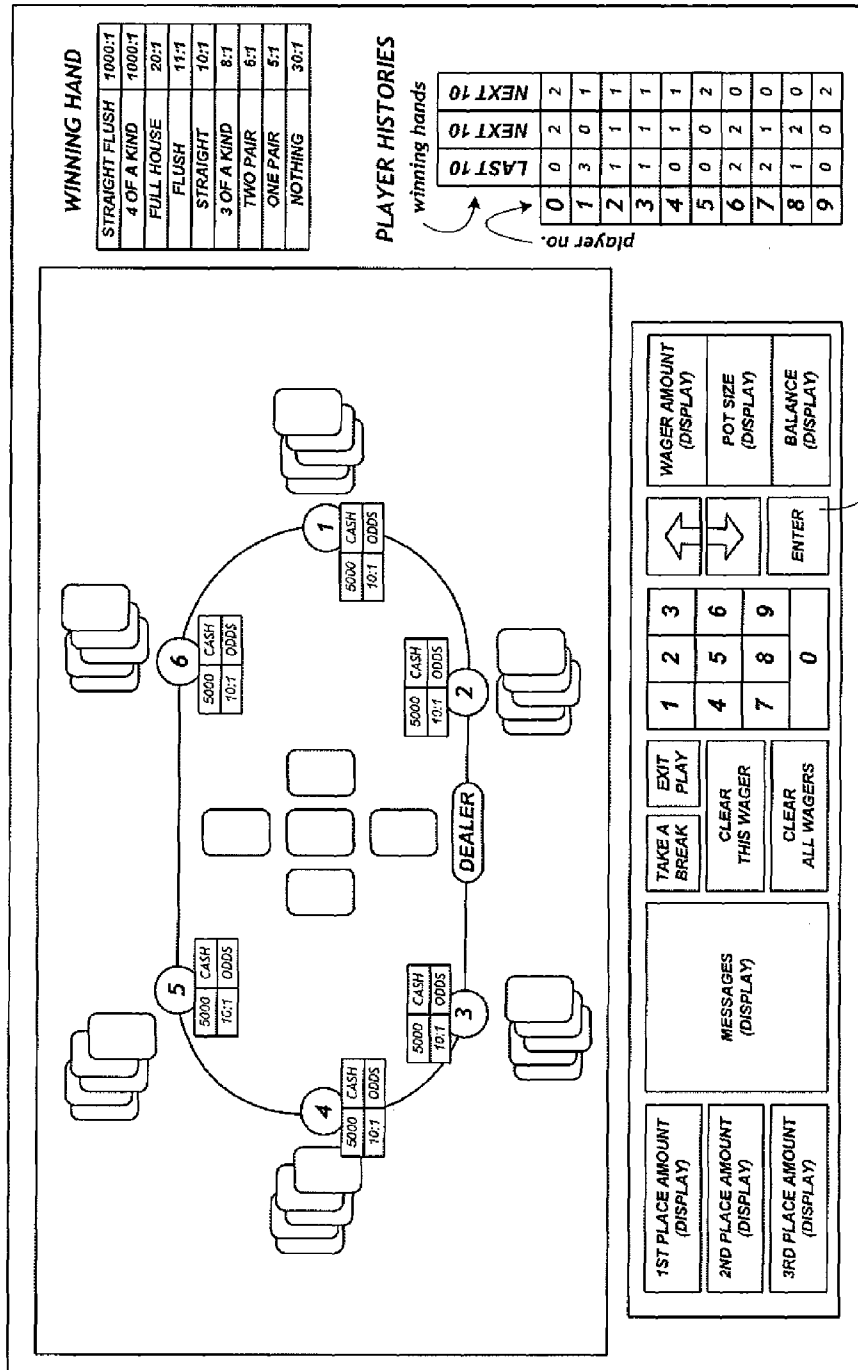 WINNING HAND
STRAIGHT FLUSH 1000:1
4 OF A KIND 1000:1
FULL HOUSE 20:1
FLUSH 11:1
STRAIGHT 10:1
3 OF A KIND 8:1
TWO PAIR 6:1
ONE PAIR 5:1
NOTHING 30:1
PLAYER HISTORIES
winning hands
player no.
LAST 10 NEXT NEXT 10
0 0 2 2
1 3 0 1
2 1 1 1
3 1 1 1
4 0 1 1
5 0 0 2
6 2 2 0
7 2 1 0
8 1 2 0
9 0 0 2
5
5000 CASH
10:1 ODDS
6
5000 CASH
10:1 ODDS
4
5000 CASH
10:1 ODDS
1
5000 CASH
10:1 ODDS
5000 CASH
10:1 ODDS
3
DEALER
5000 CASH
10:1 ODDS
2
1ST PLACE AMOUNT
(DISPLAY)
2ND PLACE AMOUNT
(DISPLAY)
3RD PLACE AMOUNT
(DISPLAY)
MESSAGES
(DISPLAY)
TAKE A
BREAK
EXIT
PLAY
CLEAR
THIS WAGER
CLEAR
ALL WAGERS
1 2 3
4 5 6
7 8 9
0
ENTER
WAGER AMOUNT
(DISPLAY)
POT SIZE
(DISPLAY)
BALANCE
(DISPLAY)